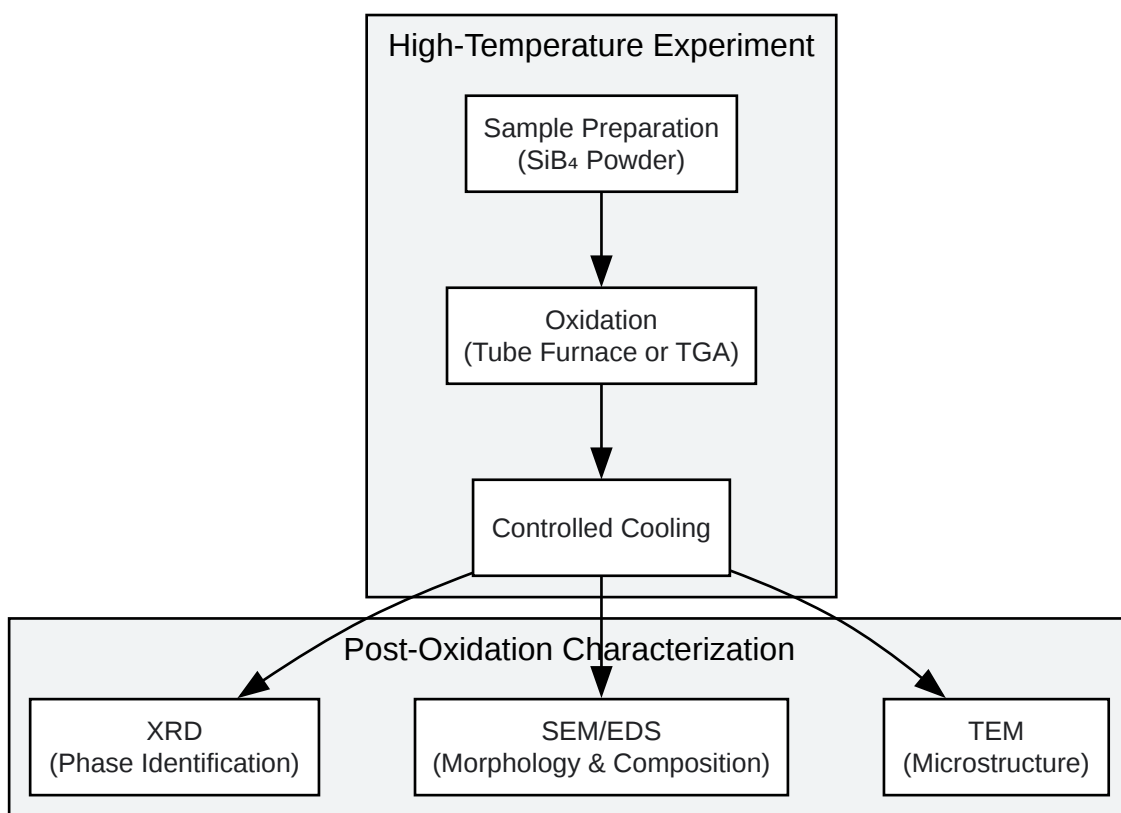 High-Temperature Experiment
Sample Preparation
(SiB₄ Powder)
Oxidation
(Tube Furnace or TGA)
Controlled Cooling
Post-Oxidation Characterization
XRD
(Phase Identification)
SEM/EDS
(Morphology & Composition)
TEM
(Microstructure)